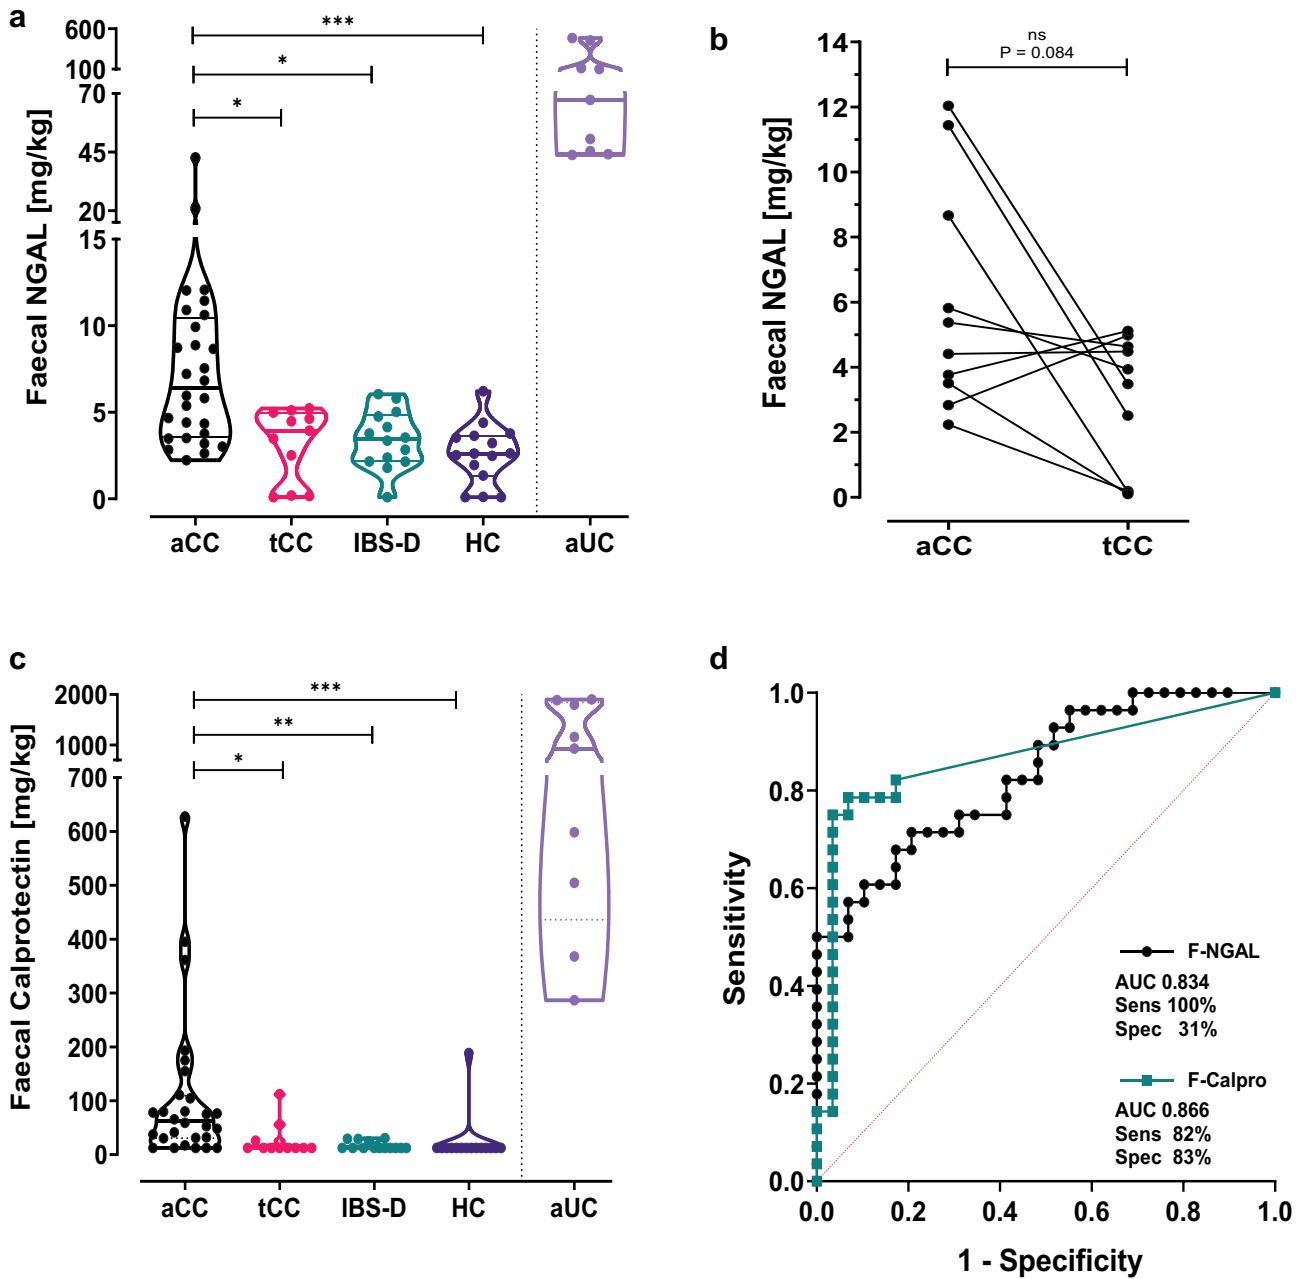 a
Faecal NGAL [mg/kg]
600
100
70
45
20
15
10
5
0
***
*
*
aCC tCC IBS-D HC aUC
b
Faecal NGAL [mg/kg]
14
12
10
8
6
4
2
0
ns
P = 0.084
aCC tCC
c
Faecal Calprotectin [mg/kg]
2000
1000
700
600
500
400
300
200
100
0
***
**
*
aCC tCC IBS-D HC aUC
d
Sensitivity
1.0
0.8
0.6
0.4
0.2
0.0
F-NGAL
AUC 0.834
Sens 100%
Spec 31%
F-Calpro
AUC 0.866
Sens 82%
Spec 83%
0.0 0.2 0.4 0.6 0.8 1.0
1 - Specificity